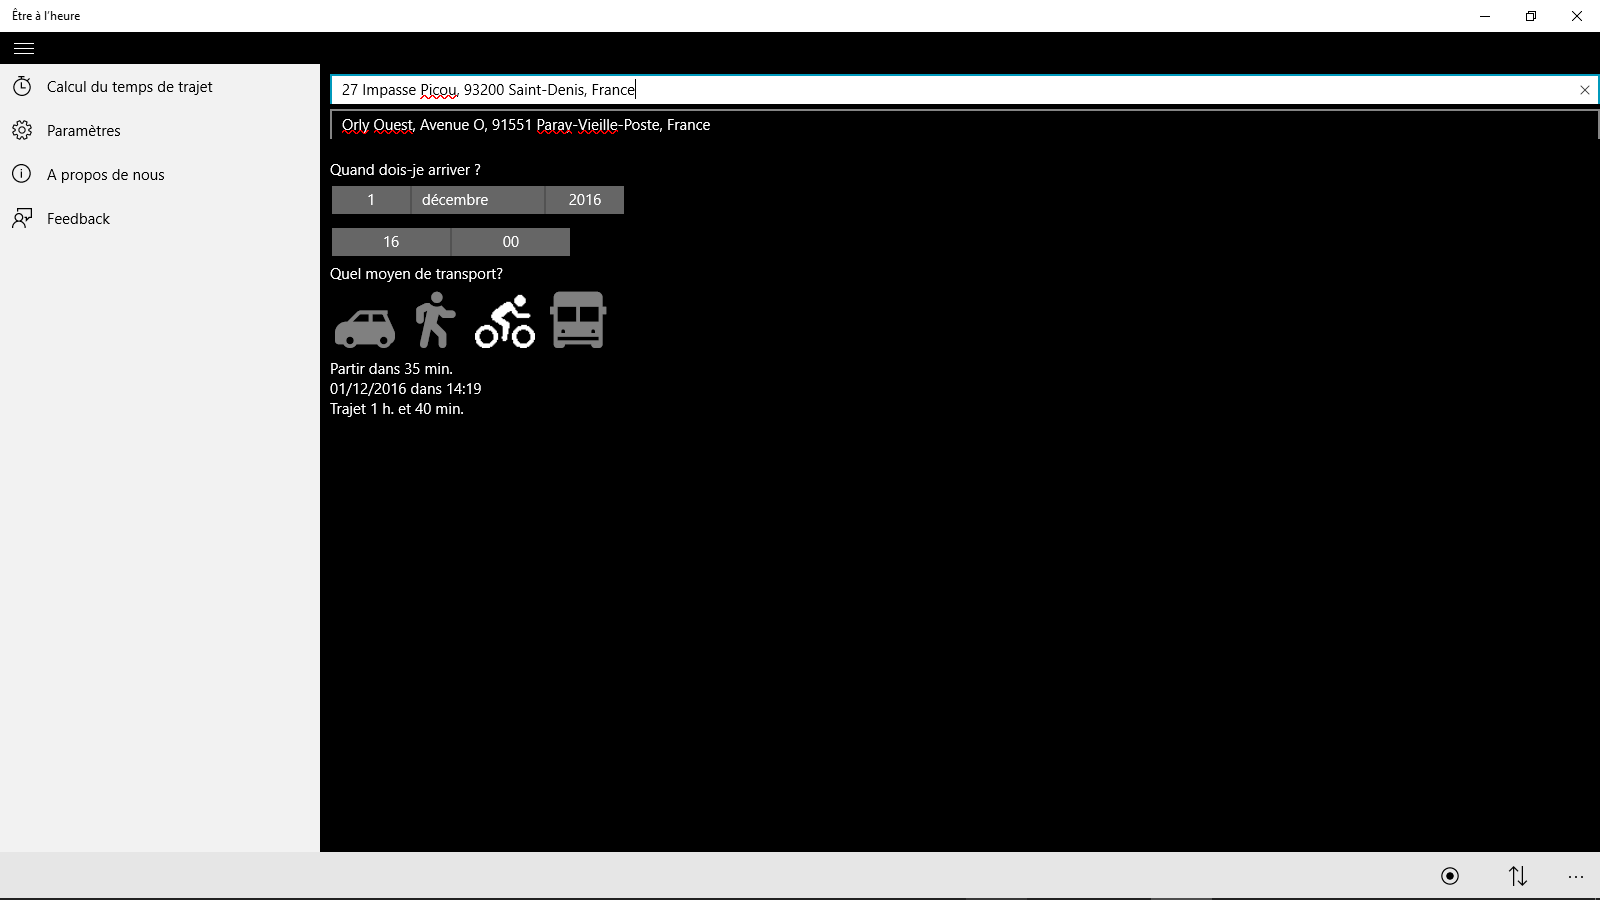 Être à l'heure
Calcul du temps de trajet
Paramètres
A propos de nous
Feedback
27 Impasse Picou, 93200 Saint-Denis, France
Orly Ouest, Avenue O, 91551 Paray-Vieille-Poste, France
Quand dois-je arriver ?
1 décembre 2016
16 00
Quel moyen de transport?
Partir dans 35 min.
01/12/2016 dans 14:19
Trajet 1 h. et 40 min.